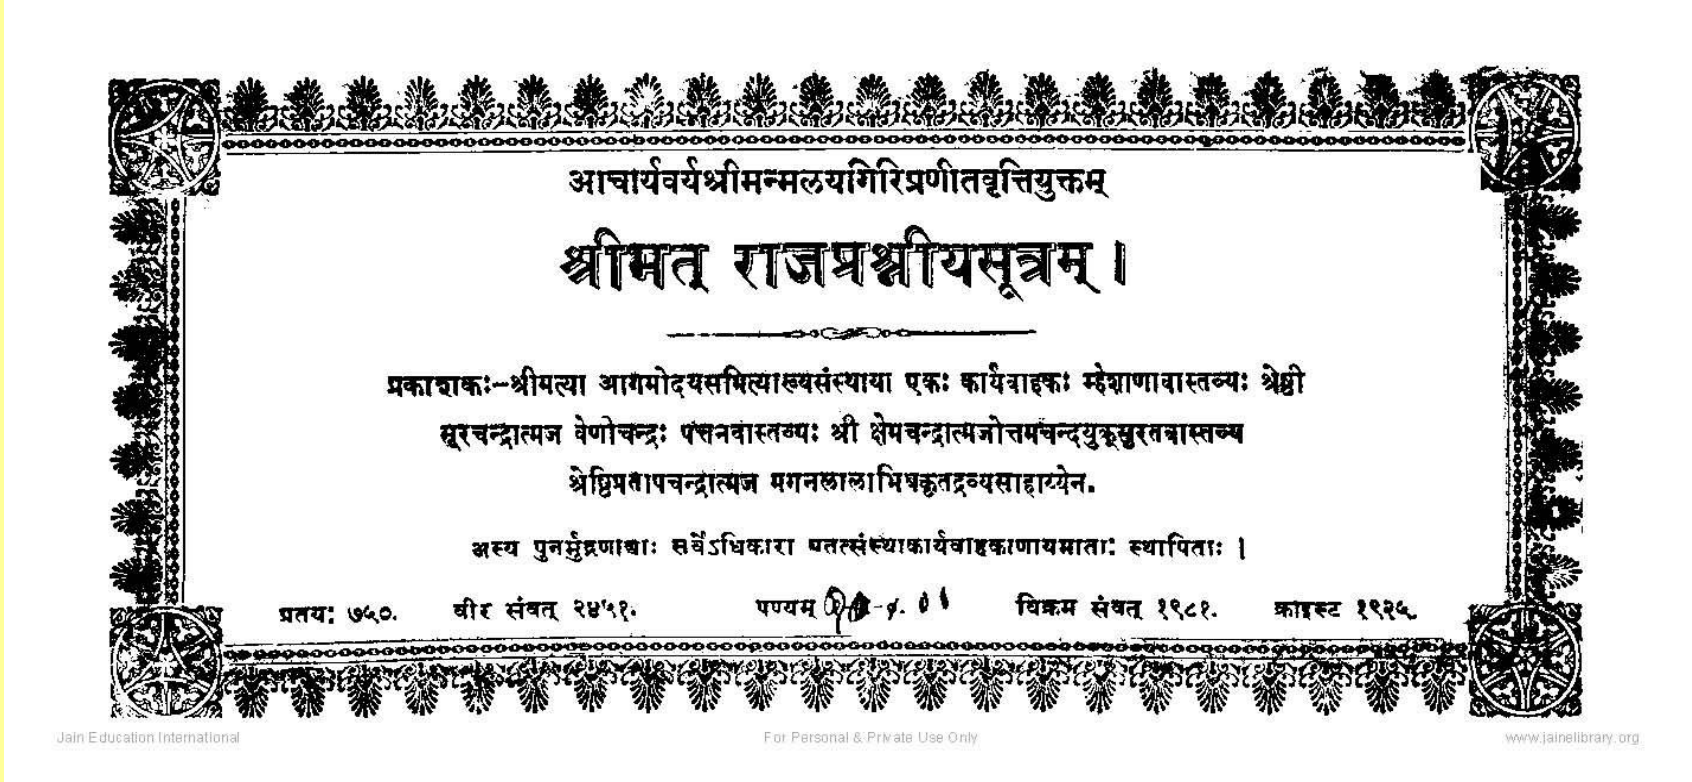 आचार्यवर्यश्रीमन्मलयगिरिप्रणीतवृत्तियुक्तम्
श्रीमत् राजप्रश्नीयसूत्रम् ।
प्रकाशकः-श्रीमत्या आगमोदयसमित्याख्यसंस्थाया एकः कार्यवाहकः म्हेशाणावास्तव्यः श्रेष्ठी
सूरचन्द्रात्मज वेणीचन्द्रः पत्तनवास्तव्यः श्री क्षेमचन्द्रात्मजोत्तमचन्दयुक्सुरतवास्तव्य
श्रेष्ठिप्रतापचन्द्रात्मज मगनलालाभिधकृतद्रव्यसाहाय्येन.
अस्य पुनर्मुद्रणाद्याः सर्वेऽधिकारा एतत्संस्थाकार्यवाहकाणायमाताः स्थापिताः ।
प्रतयः ७५०. वीर संवत् २४५१. पण्यम् विक्रम संवत् १९८१. क्राइस्ट १९२५.
Jain Education International For Personal & Private Use Only www.jainelibrary.org